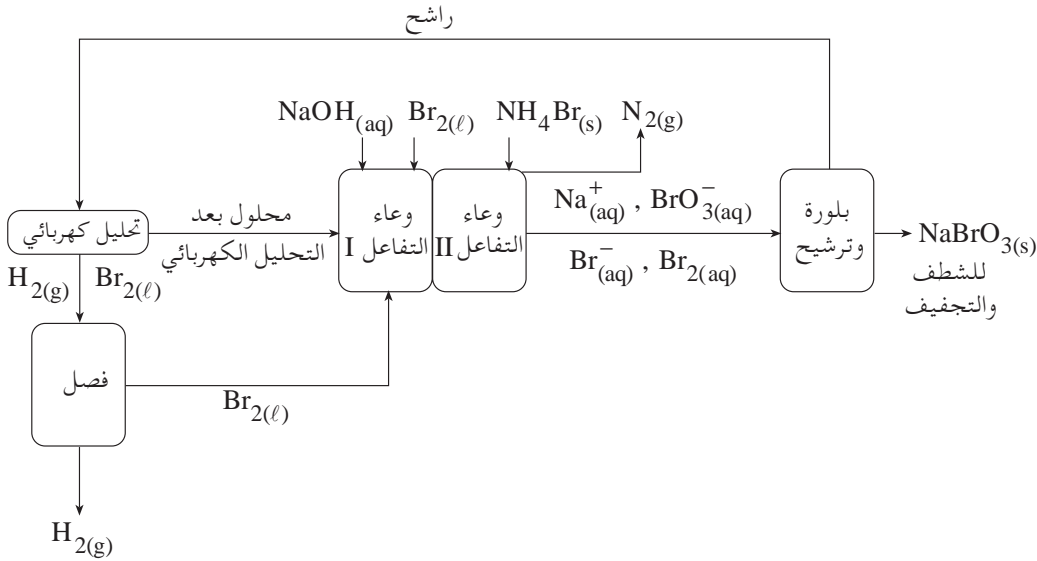 راشح
NaOH(aq) Br2(ℓ) NH4Br(s) N2(g)
تحليل كهربائي
محلول بعد
التحليل الكهربائي
وعاء
التفاعل I
وعاء
التفاعل II
Na+(aq) , BrO3−(aq)
Br−(aq) , Br2(aq)
بلورة
وترشيح
NaBrO3(s)
للشطف
والتجفيف
H2(g) Br2(ℓ)
فصل
Br2(ℓ)
H2(g)